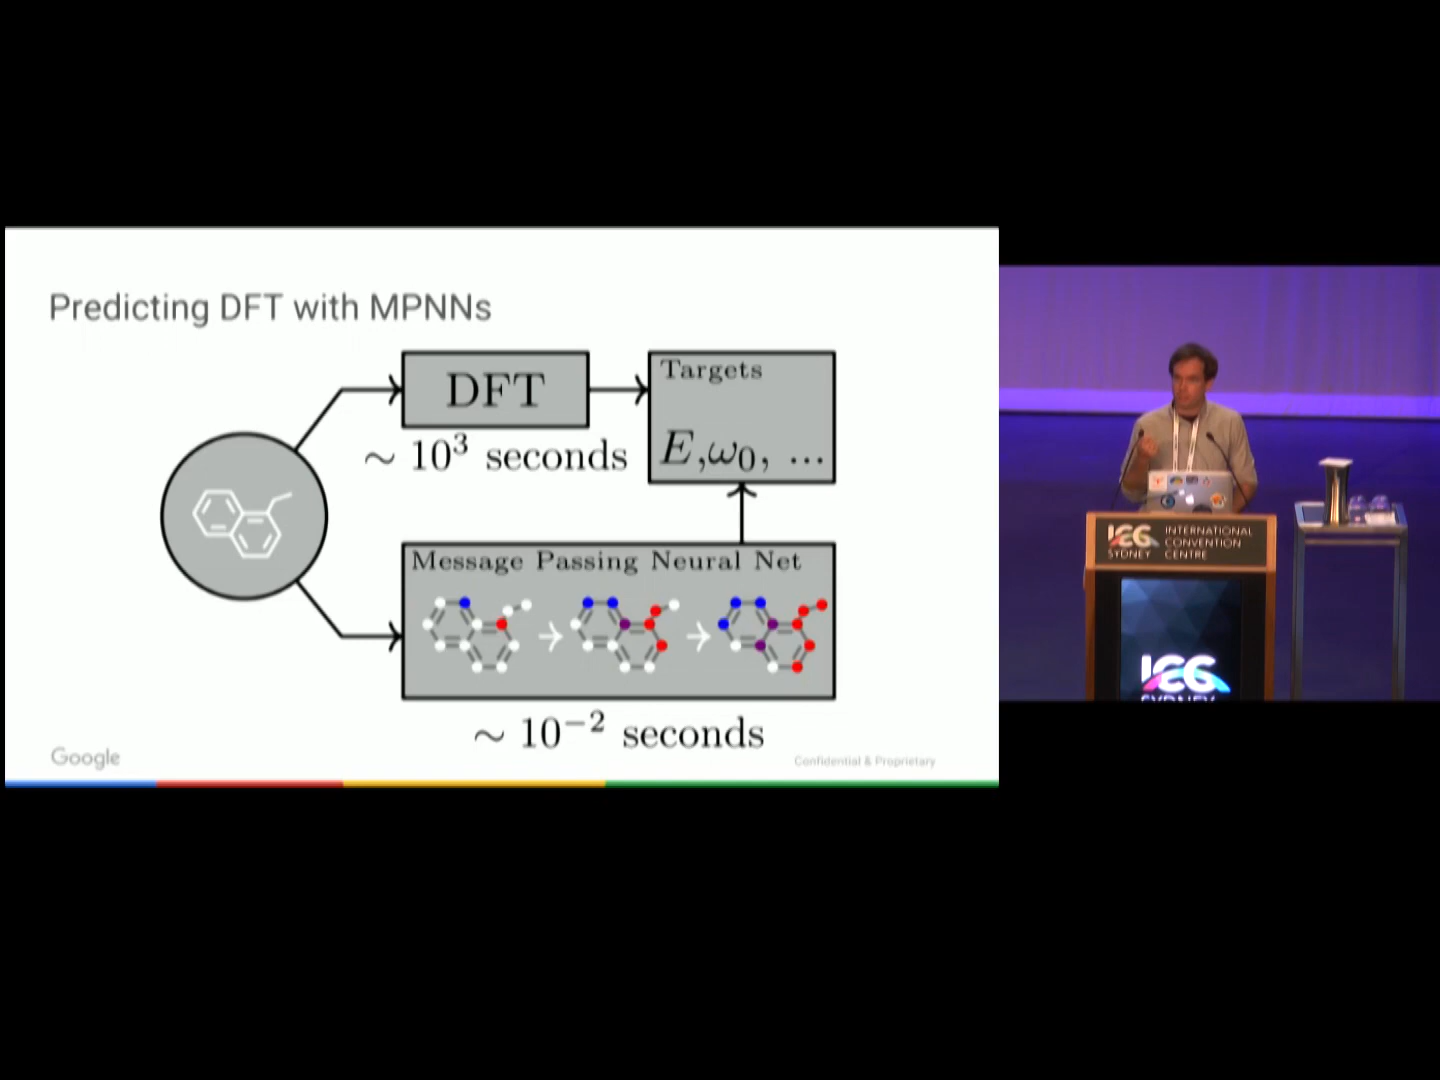 Predicting DFT with MPNNs
DFT
∼ 10³ seconds
Targets
E,ω₀, ...
Message Passing Neural Net
∼ 10⁻² seconds
Google
Confidential & Proprietary
ICC
SYDNEY
INTERNATIONAL
CONVENTION
CENTRE
ICC
SYDNEY